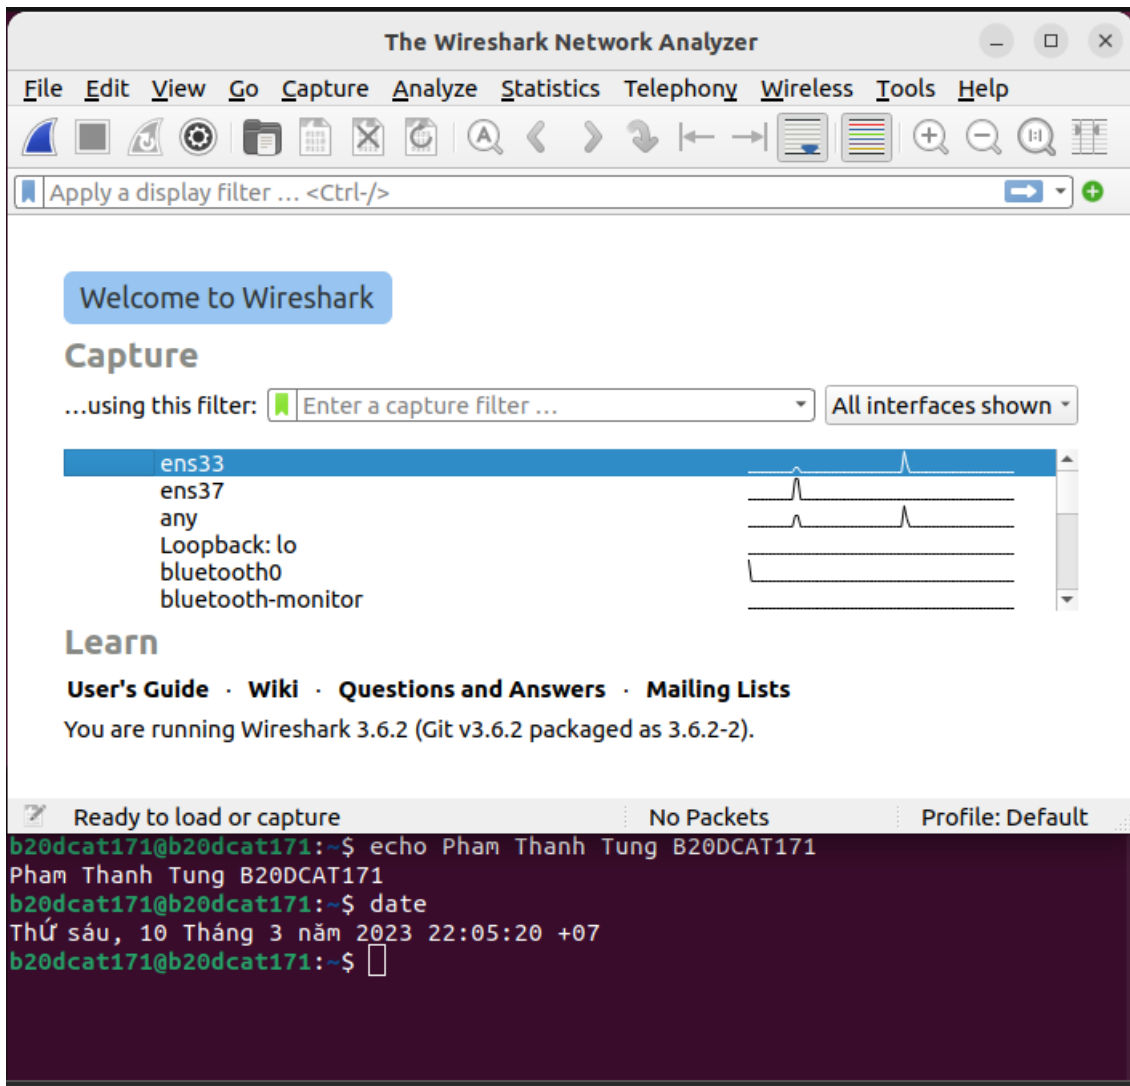 The Wireshark Network Analyzer
File Edit View Go Capture Analyze Statistics Telephony Wireless Tools Help
Apply a display filter … <Ctrl-/>
Welcome to Wireshark
Capture
…using this filter: Enter a capture filter … All interfaces shown
ens33
ens37
any
Loopback: lo
bluetooth0
bluetooth-monitor
Learn
User's Guide · Wiki · Questions and Answers · Mailing Lists
You are running Wireshark 3.6.2 (Git v3.6.2 packaged as 3.6.2-2).
Ready to load or capture No Packets Profile: Default
b20dcat171@b20dcat171:~$ echo Pham Thanh Tung B20DCAT171
Pham Thanh Tung B20DCAT171
b20dcat171@b20dcat171:~$ date
Thứ sáu, 10 Tháng 3 năm 2023 22:05:20 +07
b20dcat171@b20dcat171:~$